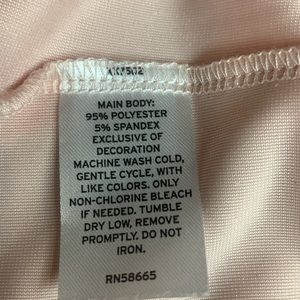 MAIN BODY:
95% POLYESTER
5% SPANDEX
EXCLUSIVE OF
DECORATION
MACHINE WASH COLD,
GENTLE CYCLE, WITH
LIKE COLORS. ONLY
NON-CHLORINE BLEACH
IF NEEDED. TUMBLE
DRY LOW, REMOVE
PROMPTLY. DO NOT
IRON.
RN58665